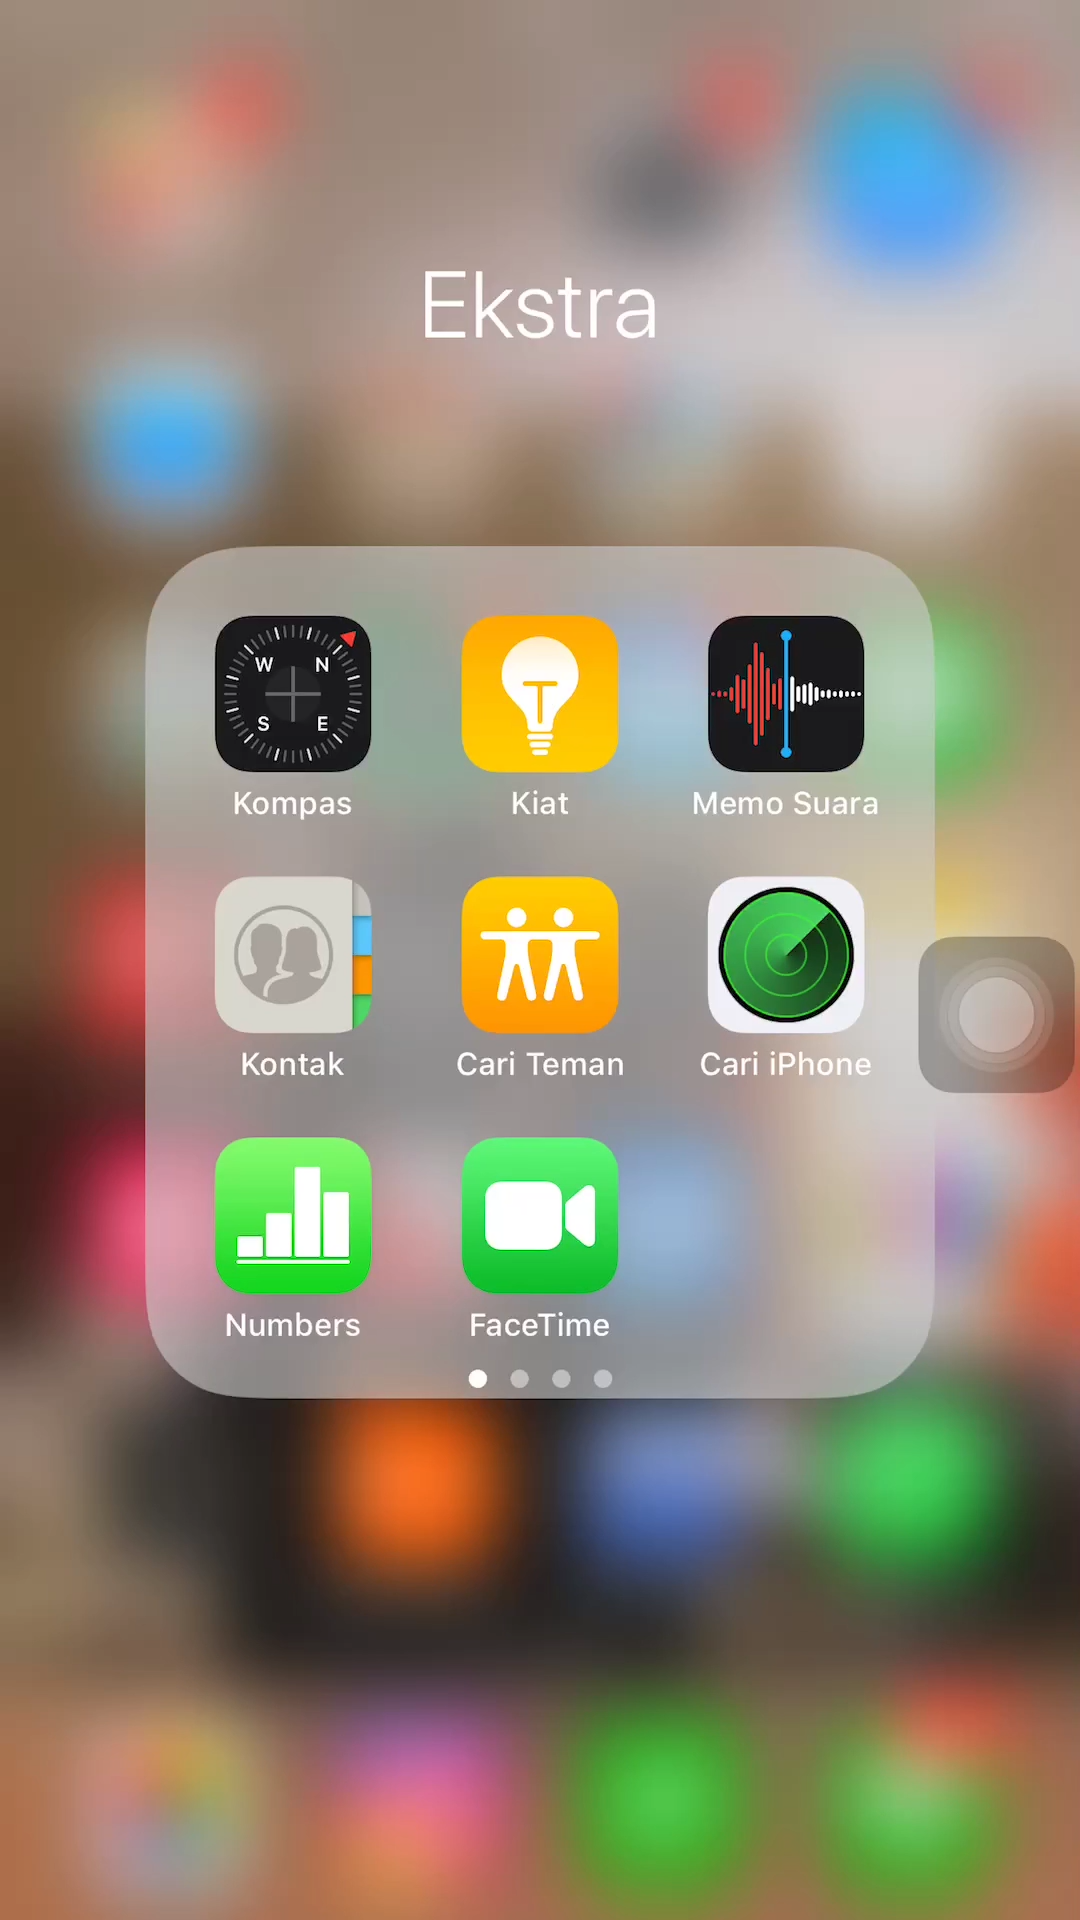 Ekstra
W N
S E
Kompas
Kiat
Memo Suara
Kontak
Cari Teman
Cari iPhone
Numbers
FaceTime